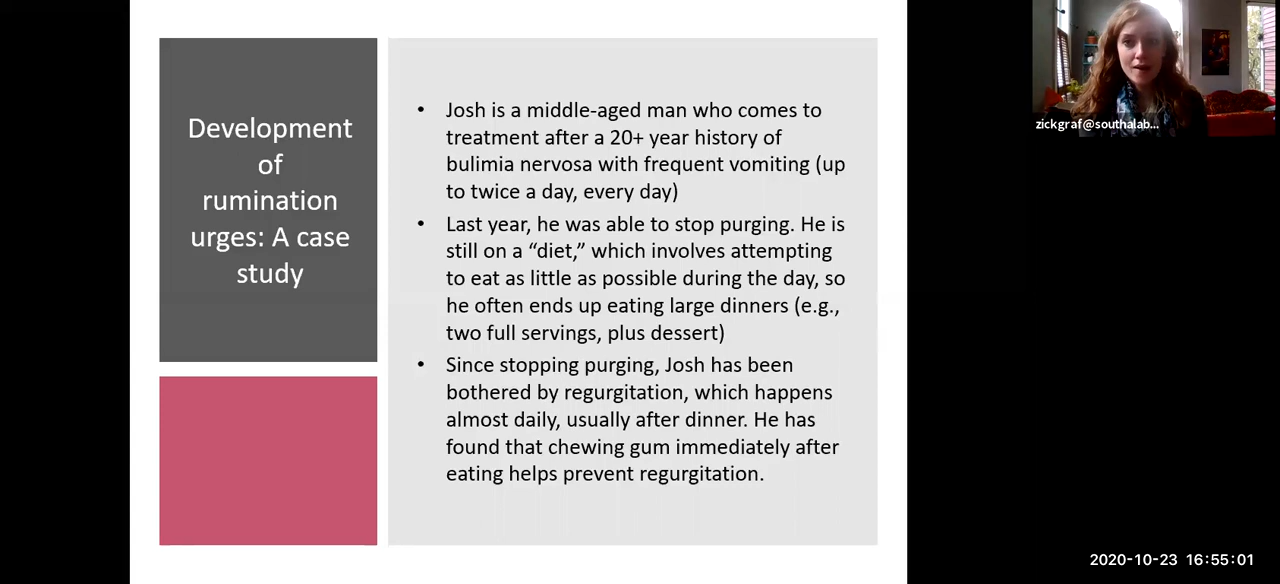 Development
of
rumination
urges: A case
study
• Josh is a middle-aged man who comes to
treatment after a 20+ year history of
bulimia nervosa with frequent vomiting (up
to twice a day, every day)
• Last year, he was able to stop purging. He is
still on a “diet,” which involves attempting
to eat as little as possible during the day, so
he often ends up eating large dinners (e.g.,
two full servings, plus dessert)
• Since stopping purging, Josh has been
bothered by regurgitation, which happens
almost daily, usually after dinner. He has
found that chewing gum immediately after
eating helps prevent regurgitation.
zickgraf@southalab...
2020-10-23 16:55:01